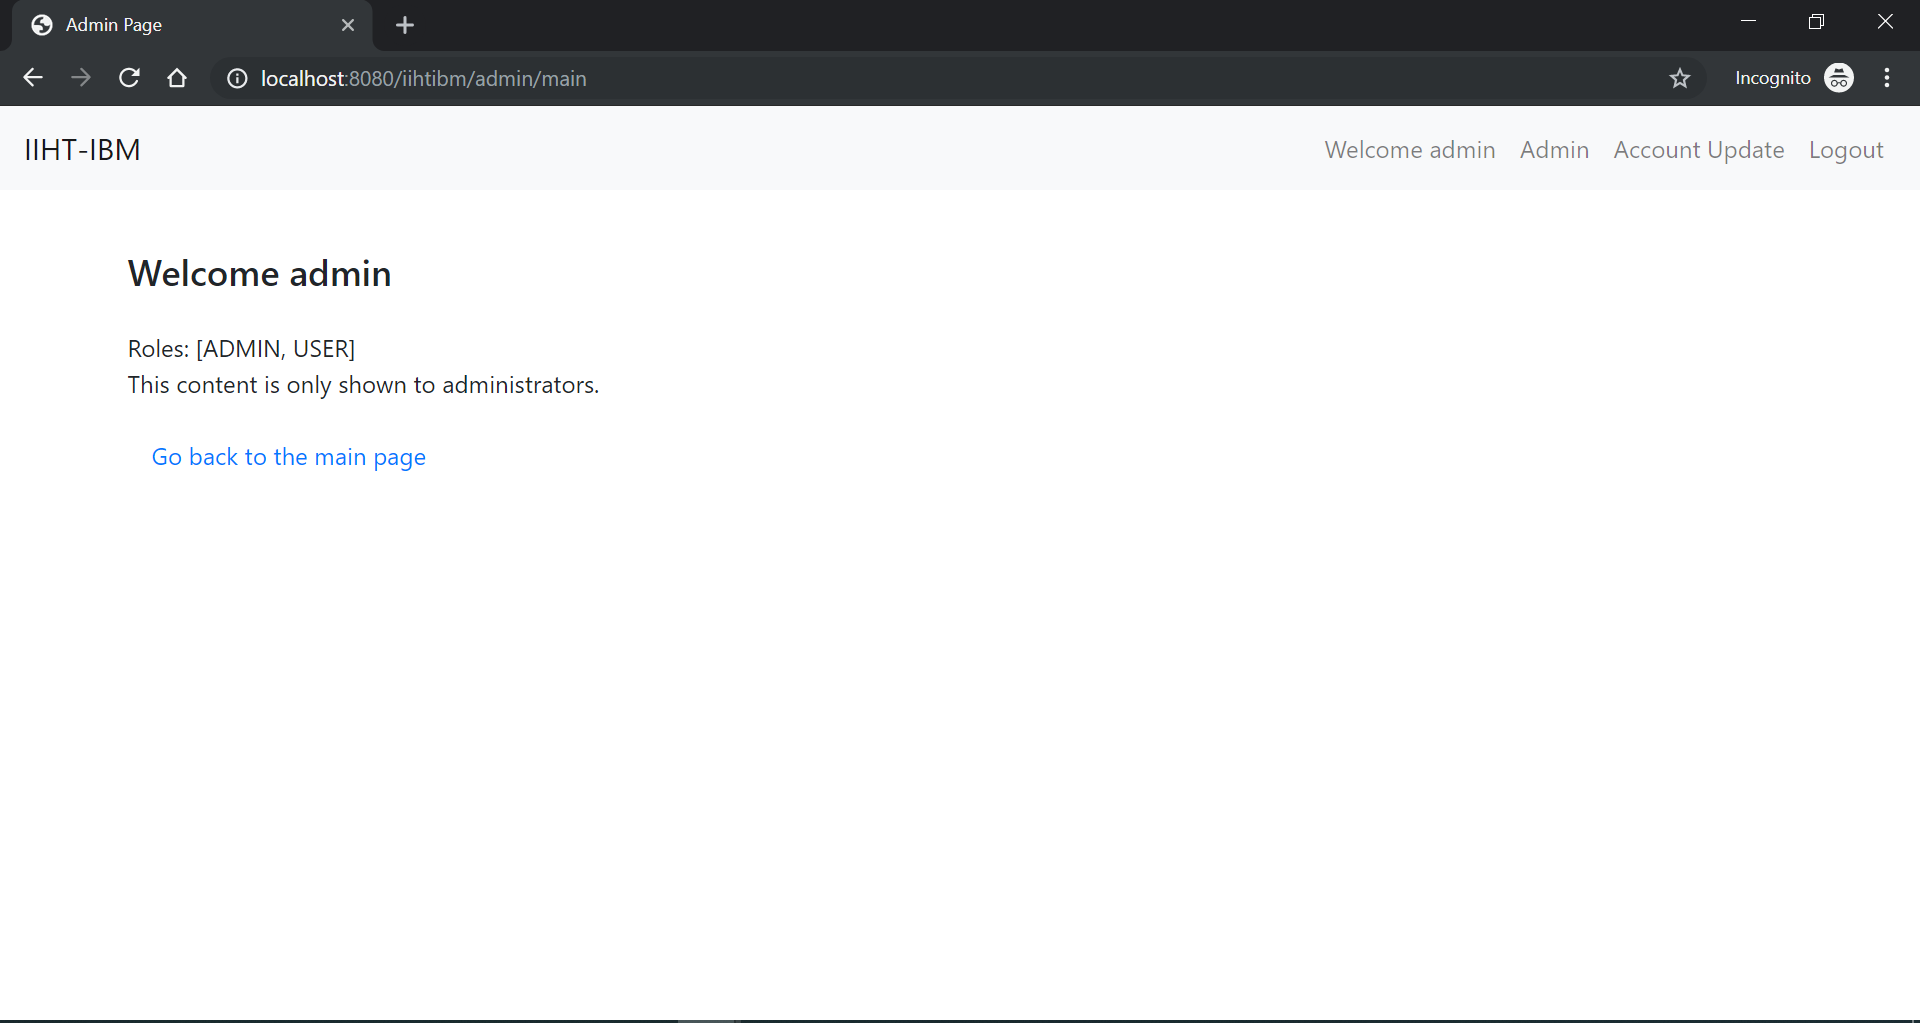 Admin Page
localhost:8080/iihtibm/admin/main
Incognito
IIHT-IBM
Welcome admin Admin Account Update Logout
Welcome admin
Roles: [ADMIN, USER]
This content is only shown to administrators.
Go back to the main page